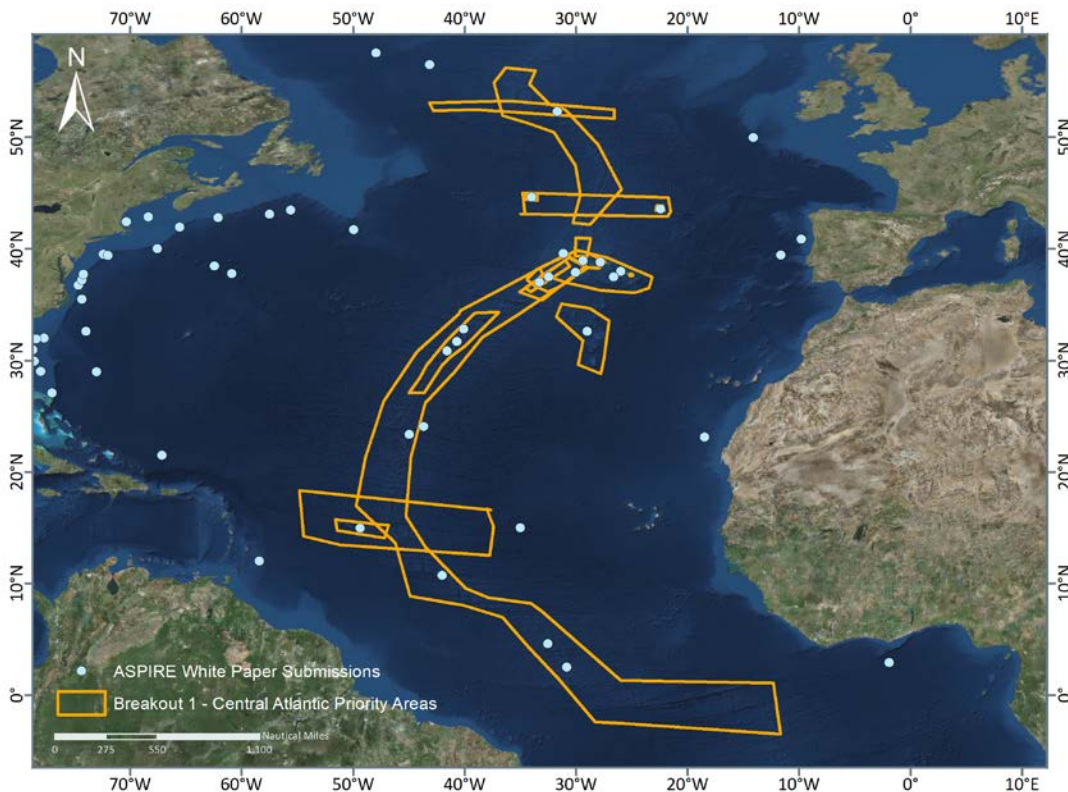 70°W 60°W 50°W 40°W 30°W 20°W 10°W 0° 10°E
N
50°N 50°N
40°N 40°N
30°N 30°N
20°N 20°N
10°N 10°N
0° 0°
ASPIRE White Paper Submissions
Breakout 1 - Central Atlantic Priority Areas
Nautical Miles
0 275 550 1,100
70°W 60°W 50°W 40°W 30°W 20°W 10°W 0° 10°E